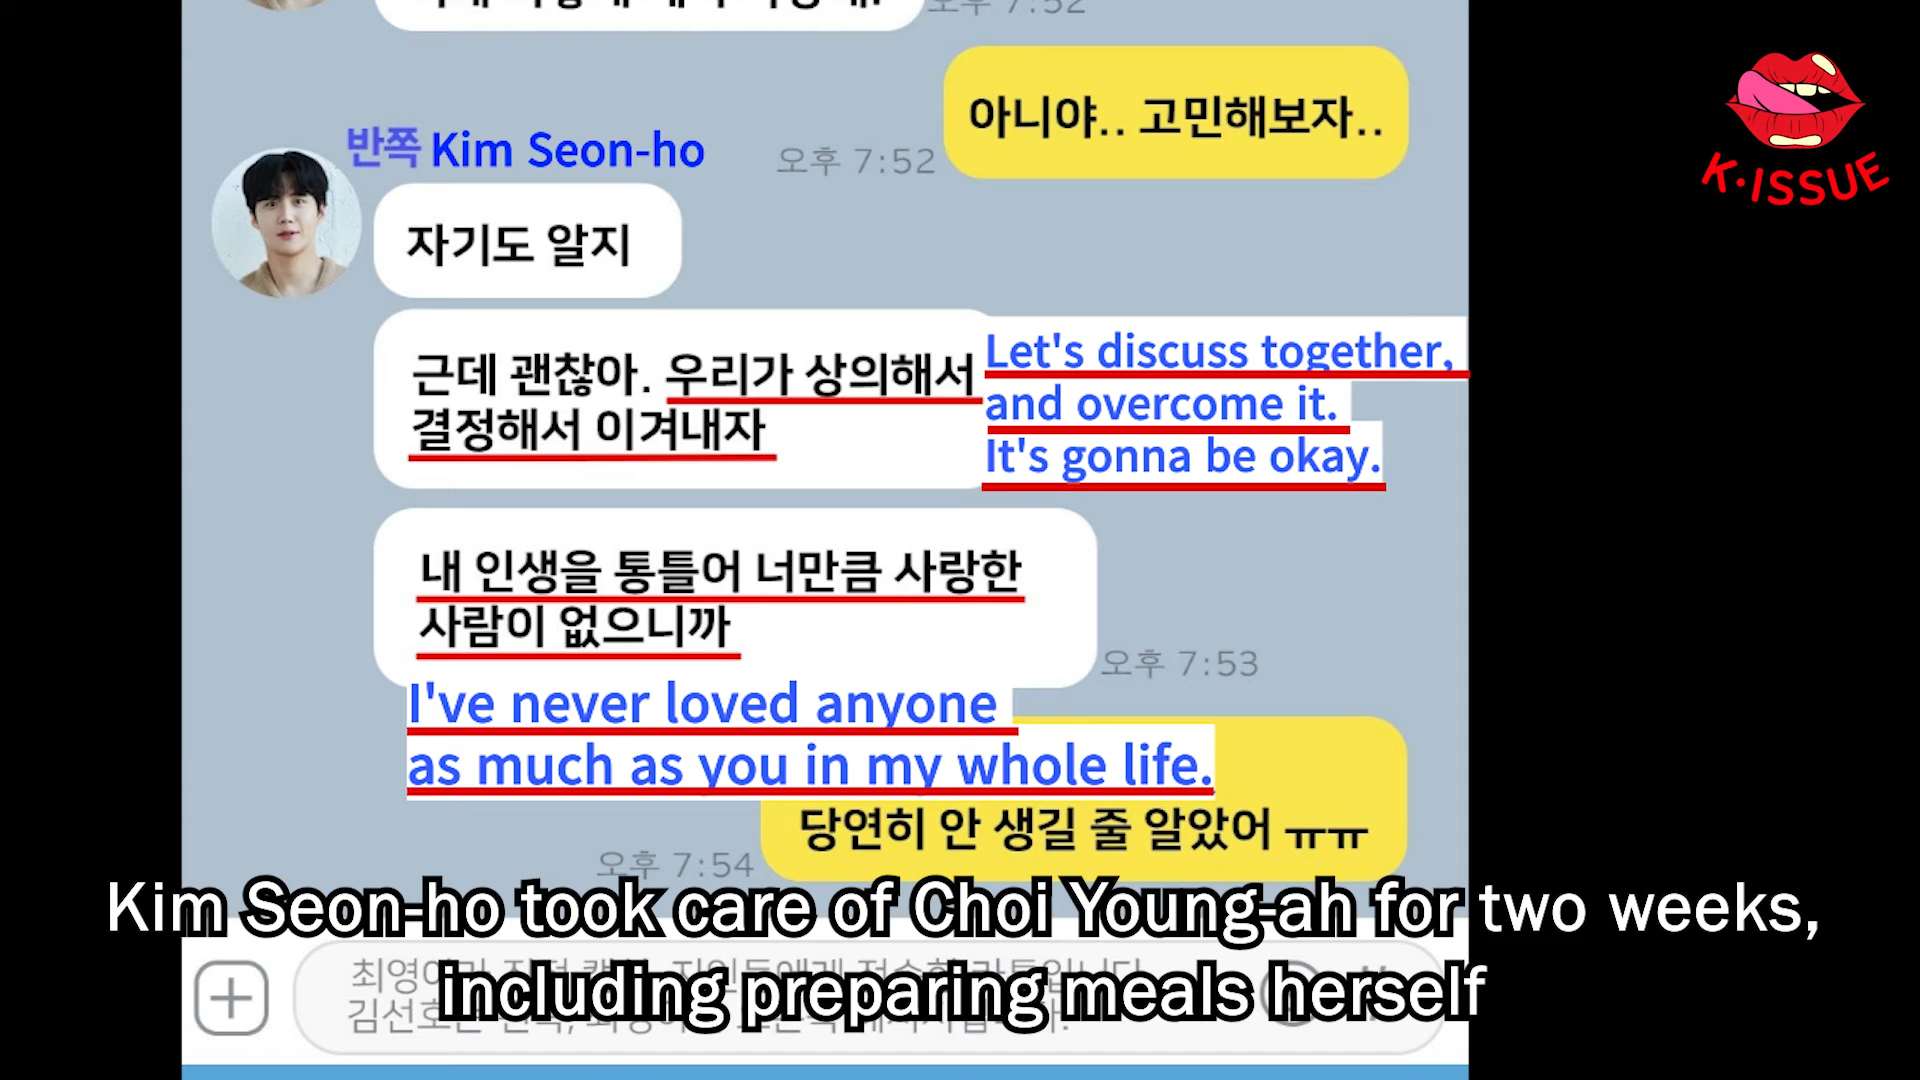 오후 7:52
아니야.. 고민해보자..
K·ISSUE
반쪽 Kim Seon-ho
오후 7:52
자기도 알지
근데 괜찮아. 우리가 상의해서
결정해서 이겨내자
Let's discuss together,
and overcome it.
It's gonna be okay.
내 인생을 통틀어 너만큼 사랑한
사람이 없으니까
오후 7:53
I've never loved anyone
as much as you in my whole life.
당연히 안 생길 줄 알았어 ㅠㅠ
오후 7:54
Kim Seon-ho took care of Choi Young-ah for two weeks,
including preparing meals herself